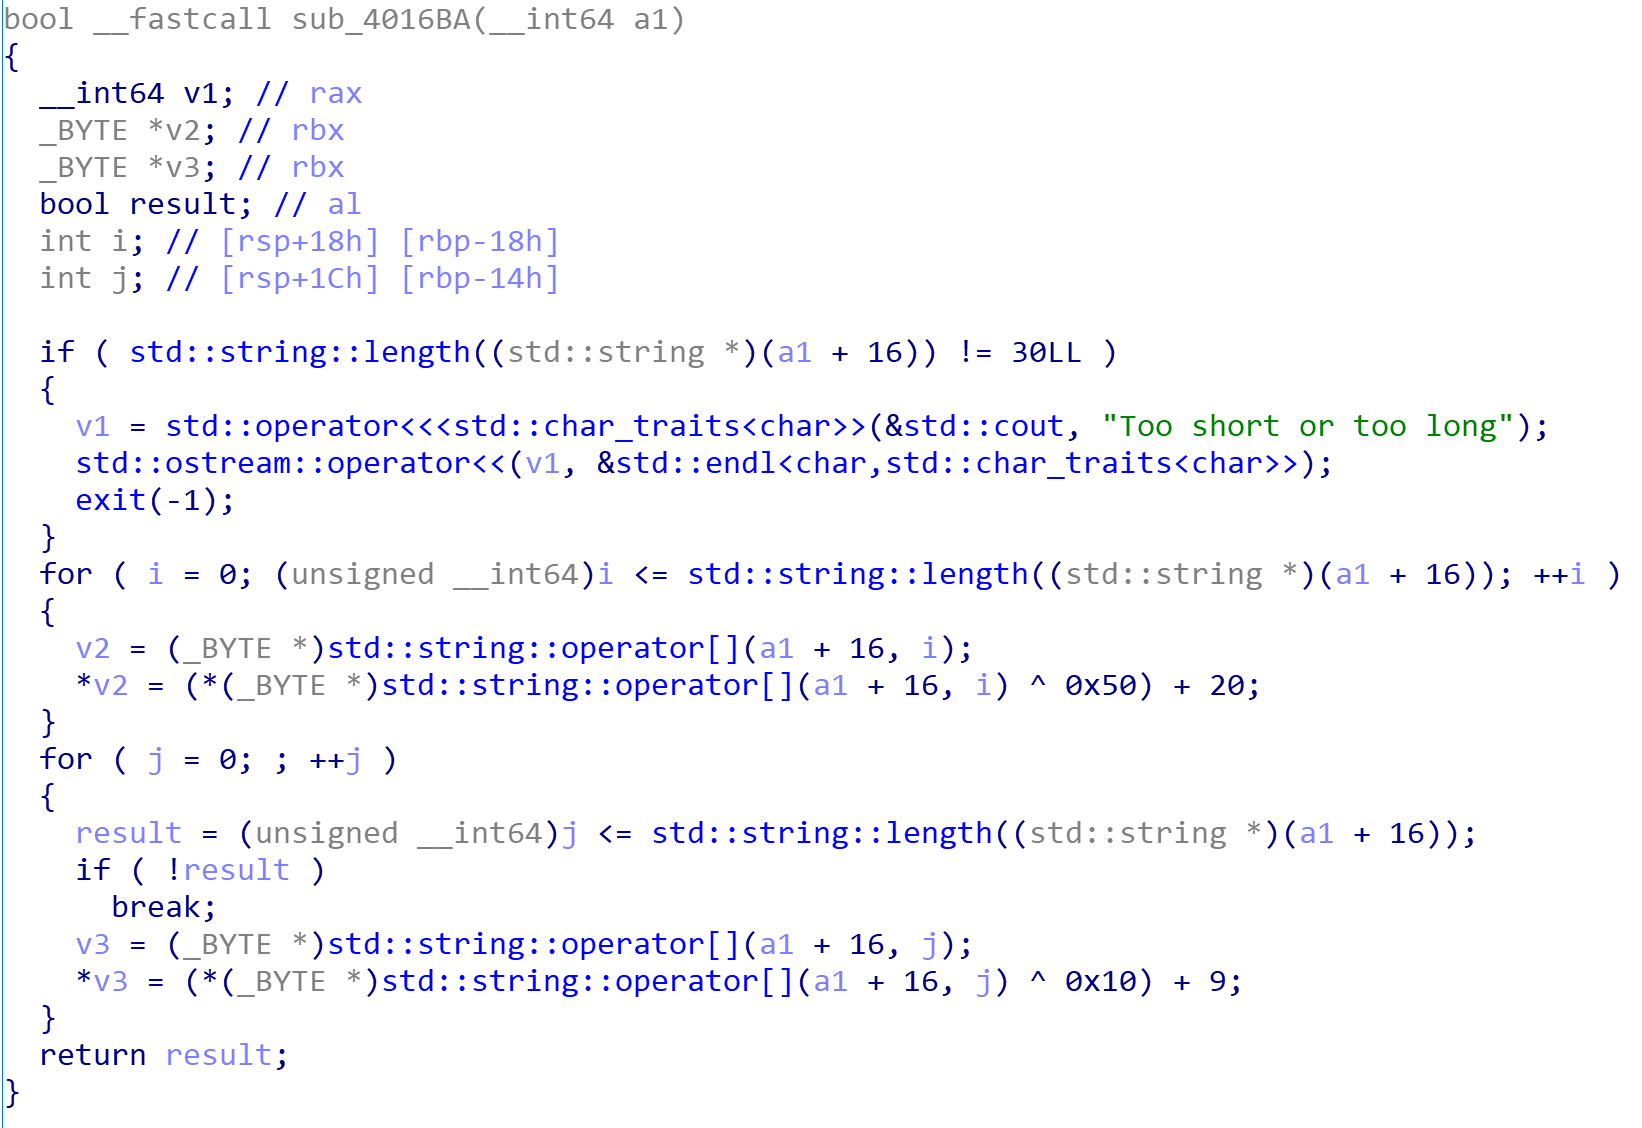 bool __fastcall sub_4016BA(__int64 a1)
{
  __int64 v1; // rax
  _BYTE *v2; // rbx
  _BYTE *v3; // rbx
  bool result; // al
  int i; // [rsp+18h] [rbp-18h]
  int j; // [rsp+1Ch] [rbp-14h]

  if ( std::string::length((std::string *)(a1 + 16)) != 30LL )
  {
    v1 = std::operator<<<std::char_traits<char>>(&std::cout, "Too short or too long");
    std::ostream::operator<<(v1, &std::endl<char,std::char_traits<char>>);
    exit(-1);
  }
  for ( i = 0; (unsigned __int64)i <= std::string::length((std::string *)(a1 + 16)); ++i )
  {
    v2 = (_BYTE *)std::string::operator[](a1 + 16, i);
    *v2 = (*(_BYTE *)std::string::operator[](a1 + 16, i) ^ 0x50) + 20;
  }
  for ( j = 0; ; ++j )
  {
    result = (unsigned __int64)j <= std::string::length((std::string *)(a1 + 16));
    if ( !result )
      break;
    v3 = (_BYTE *)std::string::operator[](a1 + 16, j);
    *v3 = (*(_BYTE *)std::string::operator[](a1 + 16, j) ^ 0x10) + 9;
  }
  return result;
}